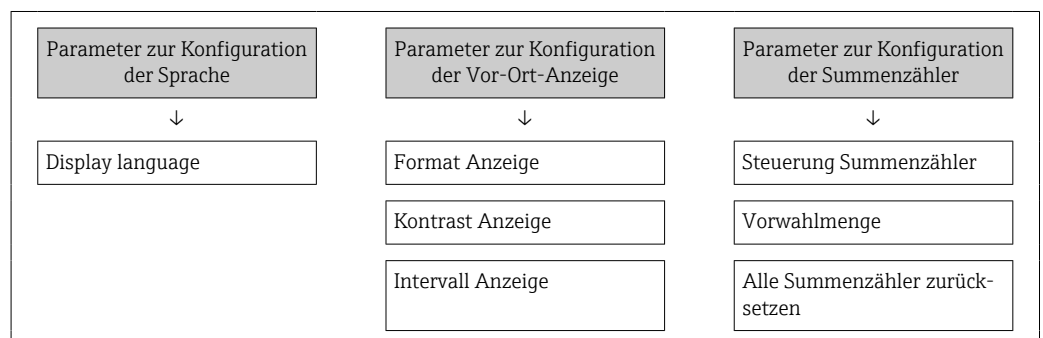 Parameter zur Konfiguration
der Sprache
↓
Display language
Parameter zur Konfiguration
der Vor-Ort-Anzeige
↓
Format Anzeige
Kontrast Anzeige
Intervall Anzeige
Parameter zur Konfiguration
der Summenzähler
↓
Steuerung Summenzähler
Vorwahlmenge
Alle Summenzähler zurück-
setzen